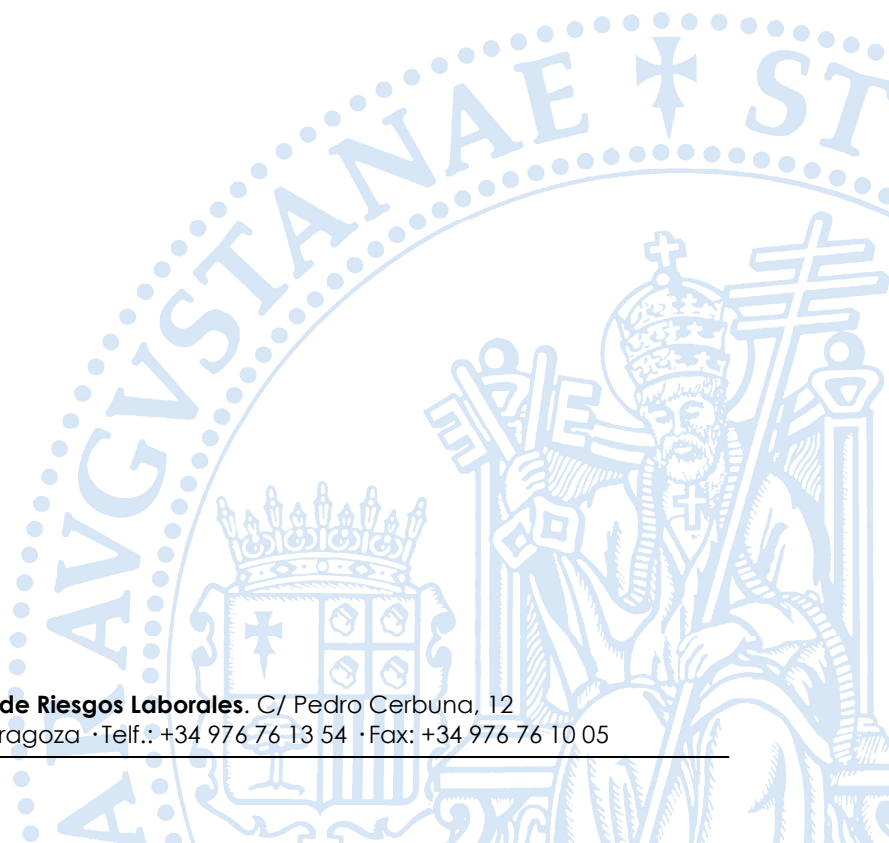 AR AVGVSTANAE ST
de Riesgos Laborales. C/ Pedro Cerbuna, 12
ragoza ·Telf.: +34 976 76 13 54 ·Fax: +34 976 76 10 05